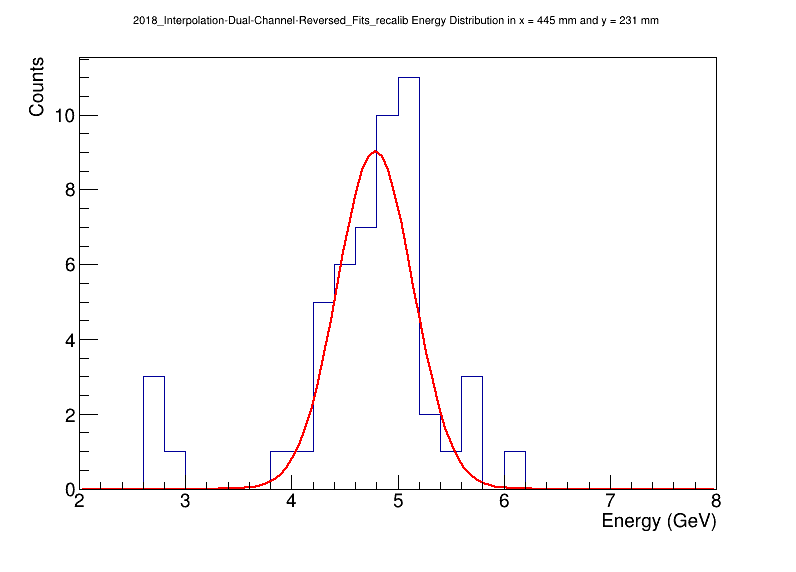 2018_Interpolation-Dual-Channel-Reversed_Fits_recalib Energy Distribution in x = 445 mm and y = 231 mm
Counts
10
8
6
4
2
0
2 3 4 5 6 7 8
Energy (GeV)